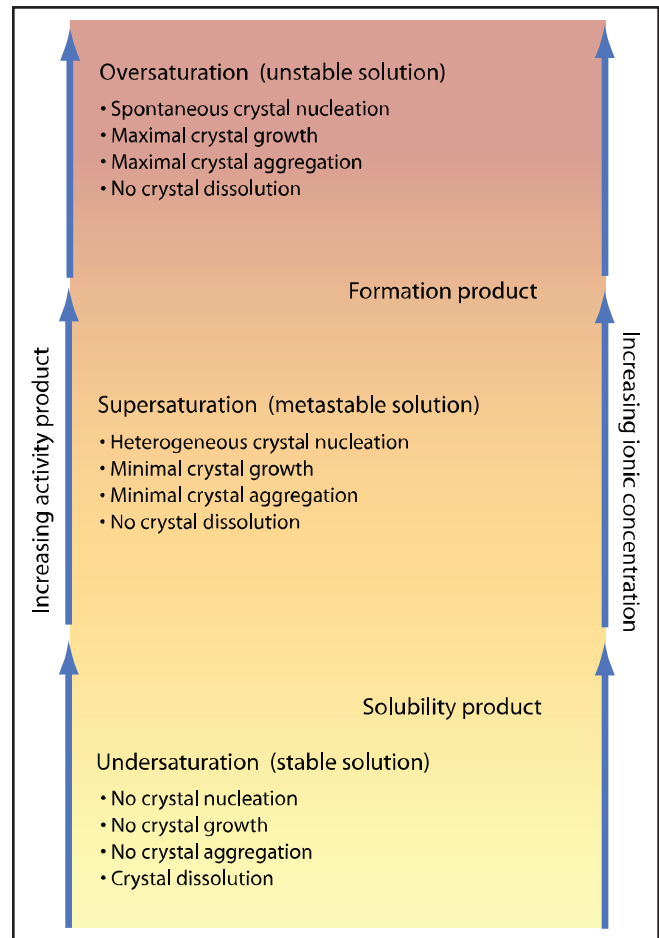 Oversaturation (unstable solution)
• Spontaneous crystal nucleation
• Maximal crystal growth
• Maximal crystal aggregation
• No crystal dissolution
Formation product
Increasing activity product
Increasing ionic concentration
Supersaturation (metastable solution)
• Heterogeneous crystal nucleation
• Minimal crystal growth
• Minimal crystal aggregation
• No crystal dissolution
Solubility product
Undersaturation (stable solution)
• No crystal nucleation
• No crystal growth
• No crystal aggregation
• Crystal dissolution